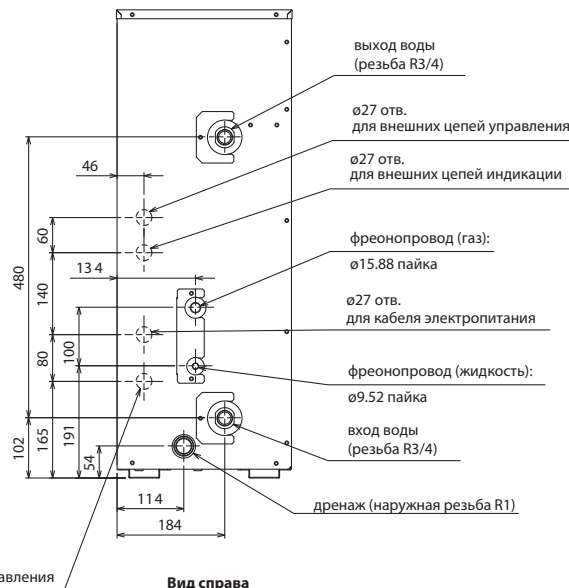 выход воды
(резьба R3/4)
ø27 отв.
для внешних цепей управления
ø27 отв.
для внешних цепей индикации
46
60
480
фреонопровод (газ):
ø15.88 пайка
134
140
100
ø27 отв.
для кабеля электропитания
80
фреонопровод (жидкость):
ø9.52 пайка
102
165
191
54
вход воды
(резьба R3/4)
114
дренаж (наружная резьба R1)
184
авления
Вид справа